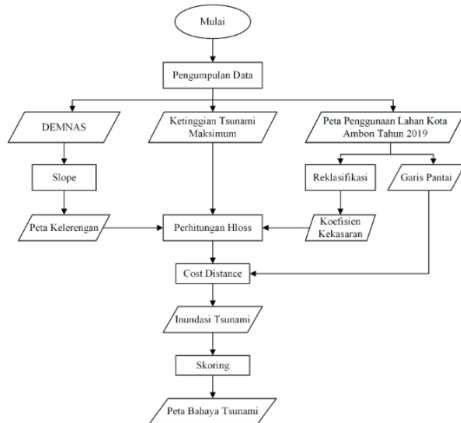 Mulai
Pengumpulan Data
DEMNAS
Ketinggian Tsunami
Maksimum
Peta Penggunaan Lahan Kota
Ambon Tahun 2019
Slope
Reklasifikasi
Garis Pantai
Peta Kelerengan
Perhitungan Hloss
Koefisien
Kekasaran
Cost Distance
Inundasi Tsunami
Skoring
Peta Bahaya Tsunami